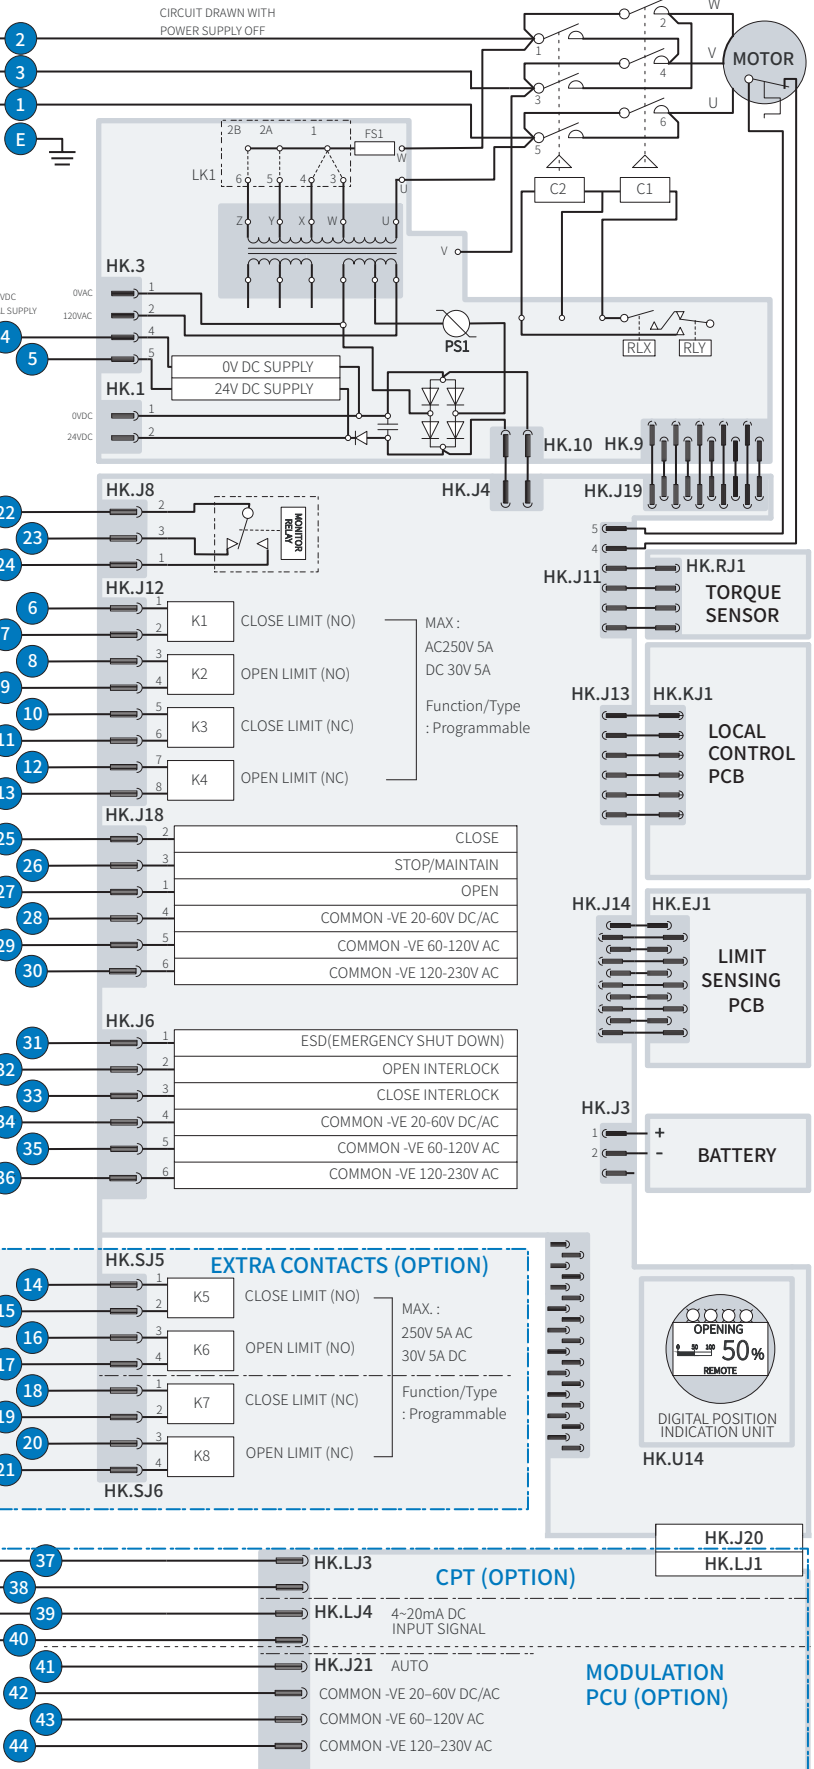 CIRCUIT DRAWN WITH
POWER SUPPLY OFF
2
3
1
E
W
2
1
V
4
3
U
6
5
MOTOR
2B 2A 1
FS1
W
LK1
6 5 4 3
U
Z Y X W U
C2 C1
V
HK.3
VDC
L SUPPLY
0VAC 1
120VAC 2
4 4
5 5
0V DC SUPPLY
24V DC SUPPLY
PS1
RLX RLY
HK.1
0VDC 1
24VDC 2
HK.10 HK.9
HK.J8
HK.J4 HK.J19
22 2
23 3
24 1
MONITOR
RELAY
5
4
HK.J11
HK.RJ1
TORQUE
SENSOR
HK.J12
6 1
7 2
K1 CLOSE LIMIT (NO)
8 3
9 4
K2 OPEN LIMIT (NO)
10 5
11 6
K3 CLOSE LIMIT (NC)
12 7
13 8
K4 OPEN LIMIT (NC)
MAX :
AC250V 5A
DC 30V 5A
Function/Type
: Programmable
HK.J13 HK.KJ1
LOCAL
CONTROL
PCB
HK.J18
25 2 CLOSE
26 3 STOP/MAINTAIN
27 1 OPEN
28 4 COMMON -VE 20-60V DC/AC
29 5 COMMON -VE 60-120V AC
30 6 COMMON -VE 120-230V AC
HK.J14 HK.EJ1
LIMIT
SENSING
PCB
HK.J6
31 1 ESD(EMERGENCY SHUT DOWN)
32 2 OPEN INTERLOCK
33 3 CLOSE INTERLOCK
34 4 COMMON -VE 20-60V DC/AC
35 5 COMMON -VE 60-120V AC
36 6 COMMON -VE 120-230V AC
HK.J3
1 +
2 -
BATTERY
HK.SJ5
EXTRA CONTACTS (OPTION)
14 1
15 2
K5 CLOSE LIMIT (NO)
16 3
17 4
K6 OPEN LIMIT (NO)
18 1
19 2
K7 CLOSE LIMIT (NC)
20 3
21 4
K8 OPEN LIMIT (NC)
MAX. :
250V 5A AC
30V 5A DC
Function/Type
: Programmable
HK.SJ6
OPENING
0 50 100
50%
REMOTE
DIGITAL POSITION
INDICATION UNIT
HK.U14
HK.J20
HK.LJ1
37 HK.LJ3
38
CPT (OPTION)
39 HK.LJ4 4~20mA DC
INPUT SIGNAL
40
41 HK.J21 AUTO
42 COMMON -VE 20–60V DC/AC
43 COMMON -VE 60–120V AC
44 COMMON -VE 120–230V AC
MODULATION
PCU (OPTION)